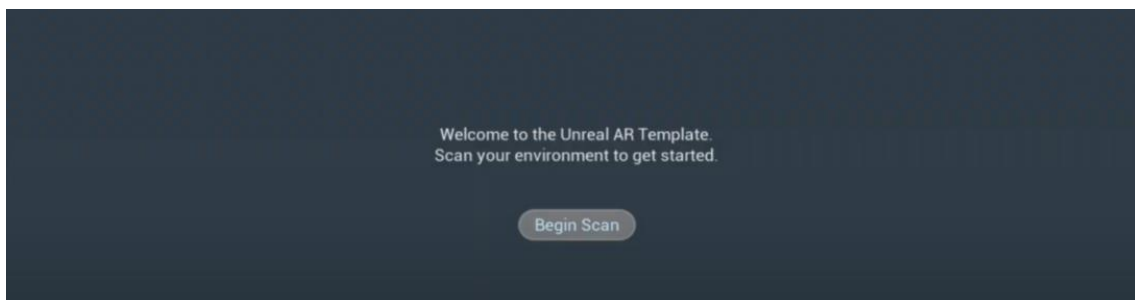 Welcome to the Unreal AR Template.
Scan your environment to get started.
Begin Scan